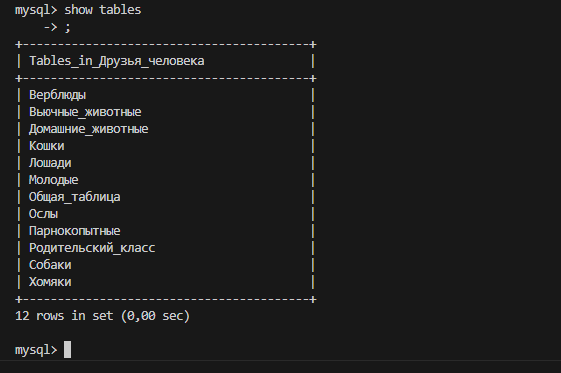 mysql> show tables
    -> ;
+---------------------------------------+
| Tables_in_Друзья_человека             |
+---------------------------------------+
| Верблюды                              |
| Вьючные_животные                      |
| Домашние_животные                     |
| Кошки                                 |
| Лошади                                |
| Молодые                               |
| Общая_таблица                         |
| Ослы                                  |
| Парнокопытные                         |
| Родительский_класс                    |
| Собаки                                |
| Хомяки                                |
+---------------------------------------+
12 rows in set (0,00 sec)
mysql>